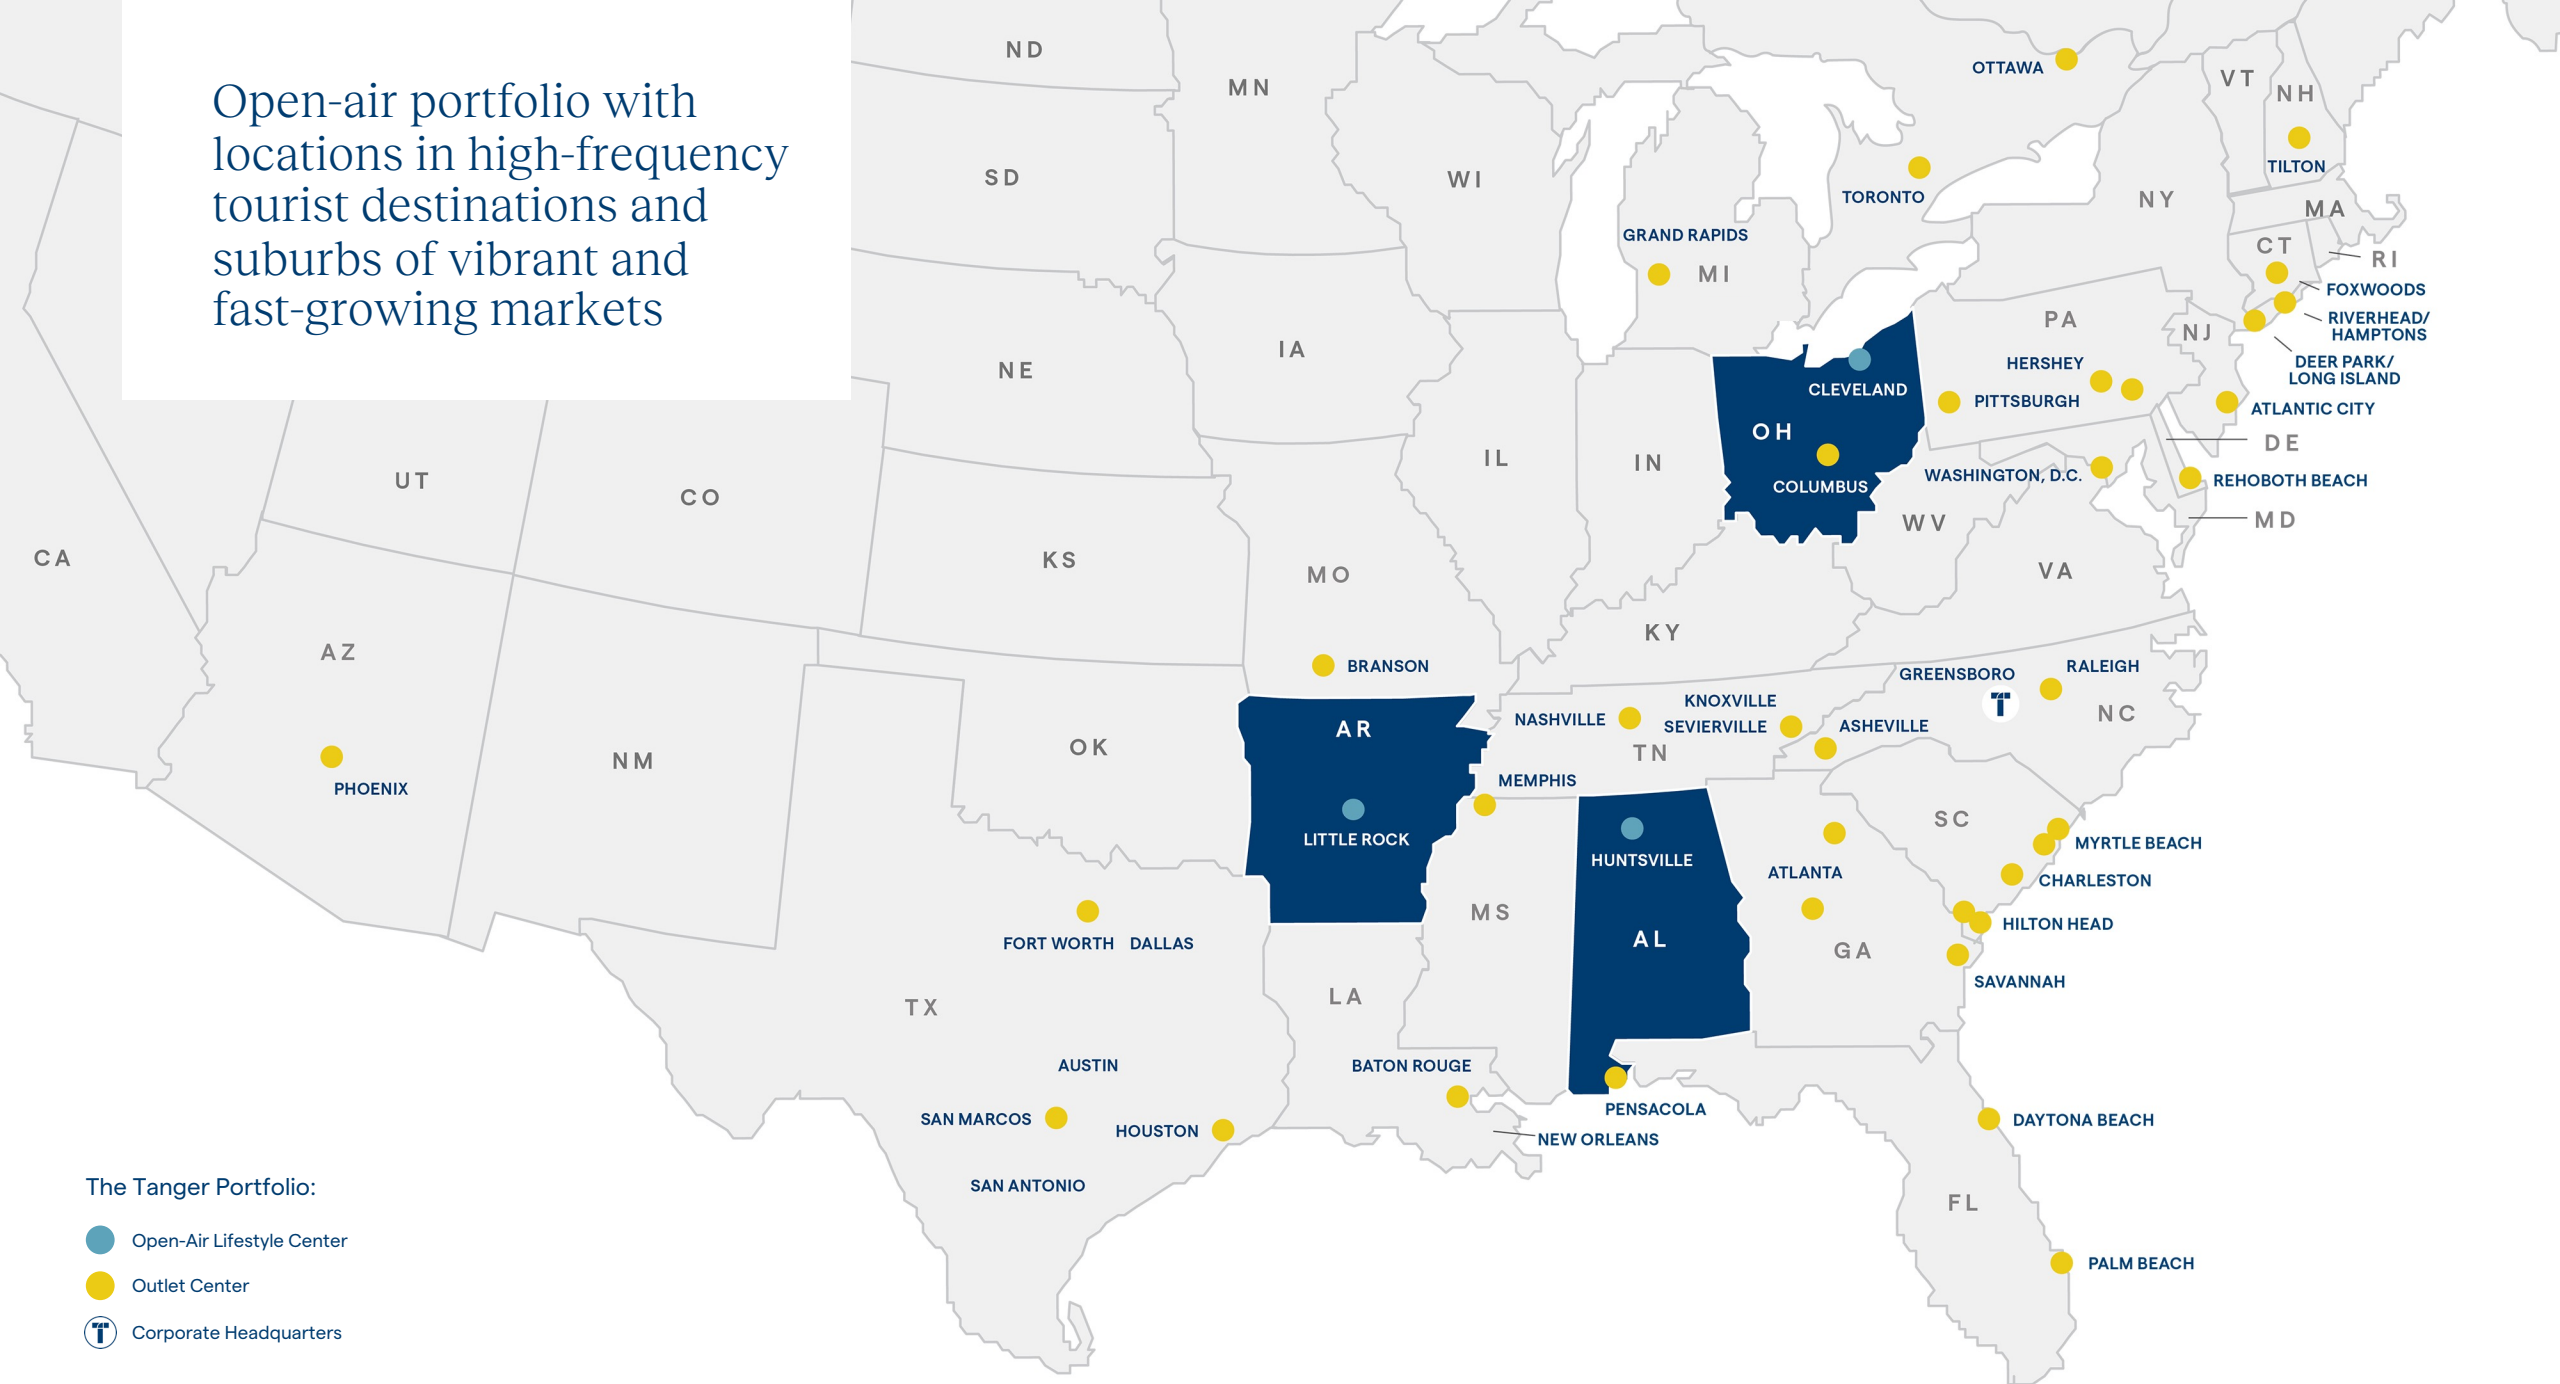 Open-air portfolio with
locations in high-frequency
tourist destinations and
suburbs of vibrant and
fast-growing markets
ND
MN
SD
WI
NE
IA
UT
CO
KS
MO
IL
IN
CA
AZ
NM
OK
TX
AR
LA
MS
AL
TN
KY
OH
MI
WV
VA
NC
SC
GA
FL
PA
NY
NJ
VT
NH
MA
CT
RI
DE
MD
OTTAWA
TORONTO
GRAND RAPIDS
TILTON
FOXWOODS
RIVERHEAD/
HAMPTONS
DEER PARK/
LONG ISLAND
ATLANTIC CITY
HERSHEY
PITTSBURGH
CLEVELAND
COLUMBUS
WASHINGTON, D.C.
REHOBOTH BEACH
BRANSON
NASHVILLE
KNOXVILLE
SEVIERVILLE
ASHEVILLE
GREENSBORO
RALEIGH
MEMPHIS
LITTLE ROCK
HUNTSVILLE
ATLANTA
MYRTLE BEACH
CHARLESTON
HILTON HEAD
SAVANNAH
PHOENIX
FORT WORTH DALLAS
AUSTIN
SAN MARCOS
HOUSTON
SAN ANTONIO
BATON ROUGE
NEW ORLEANS
PENSACOLA
DAYTONA BEACH
PALM BEACH
The Tanger Portfolio:
Open-Air Lifestyle Center
Outlet Center
Corporate Headquarters